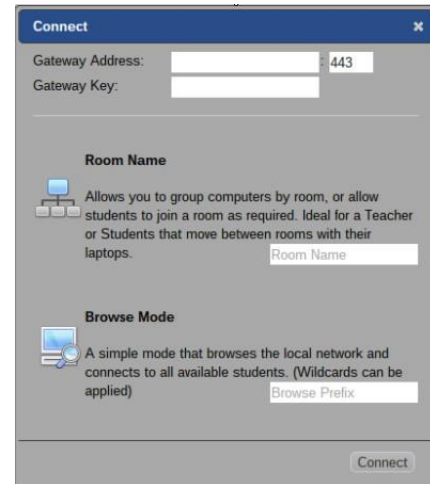 Connect ×
Gateway Address: : 443
Gateway Key:
Room Name
Allows you to group computers by room, or allow
students to join a room as required. Ideal for a Teacher
or Students that move between rooms with their
laptops. Room Name
Browse Mode
A simple mode that browses the local network and
connects to all available students. (Wildcards can be
applied) Browse Prefix
Connect